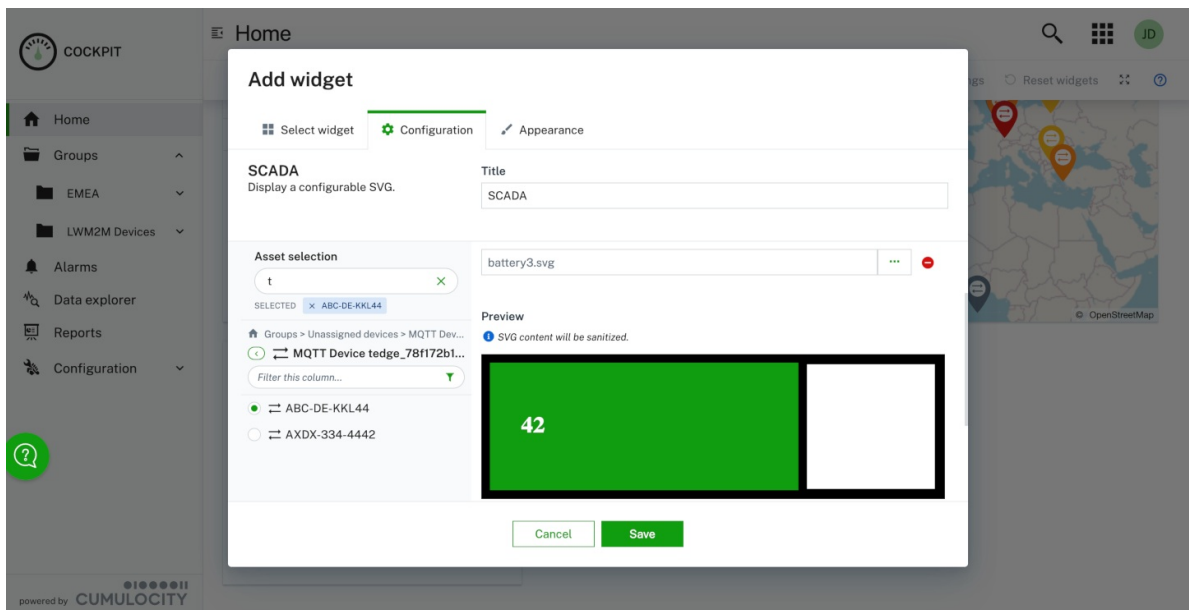 COCKPIT
Home
JD
ngs Reset widgets
Home
Groups
EMEA
LWM2M Devices
Alarms
Data explorer
Reports
Configuration
powered by CUMULOCITY
Add widget
Select widget Configuration Appearance
SCADA
Display a configurable SVG.
Title
SCADA
Asset selection
t
SELECTED × ABC-DE-KKL44
Groups > Unassigned devices > MQTT Dev...
MQTT Device tedge_78f172b1...
Filter this column...
ABC-DE-KKL44
AXDX-334-4442
battery3.svg
Preview
SVG content will be sanitized.
42
Cancel Save
© OpenStreetMap